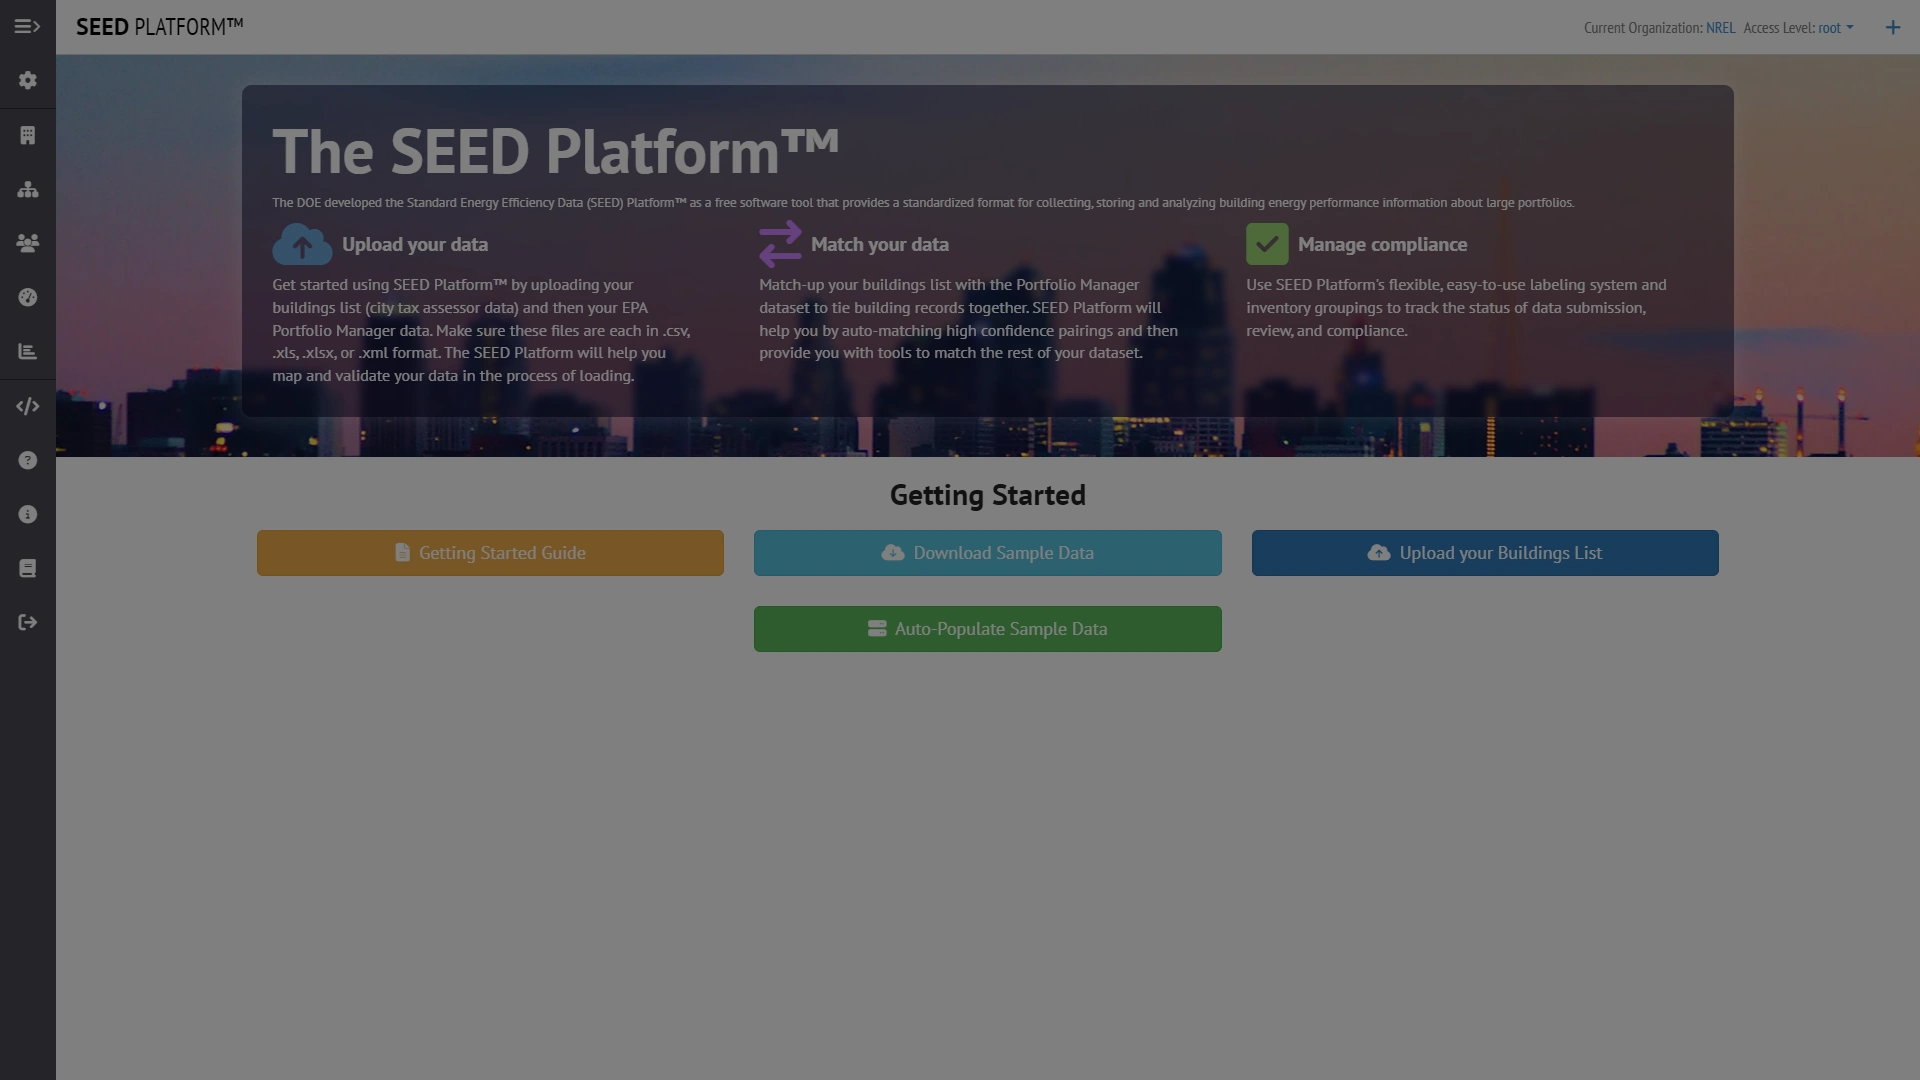 SEED PLATFORM™
Current Organization: NREL Access Level: root
The SEED Platform™
The DOE developed the Standard Energy Efficiency Data (SEED) Platform™ as a free software tool that provides a standardized format for collecting, storing and analyzing building energy performance information about large portfolios.
Upload your data
Get started using SEED Platform™ by uploading your
buildings list (city tax assessor data) and then your EPA
Portfolio Manager data. Make sure these files are each in .csv,
.xls, .xlsx, or .xml format. The SEED Platform will help you
map and validate your data in the process of loading.
Match your data
Match-up your buildings list with the Portfolio Manager
dataset to tie building records together. SEED Platform will
help you by auto-matching high confidence pairings and then
provide you with tools to match the rest of your dataset.
Manage compliance
Use SEED Platform's flexible, easy-to-use labeling system and
inventory groupings to track the status of data submission,
review, and compliance.
Getting Started
Getting Started Guide
Download Sample Data
Upload your Buildings List
Auto-Populate Sample Data